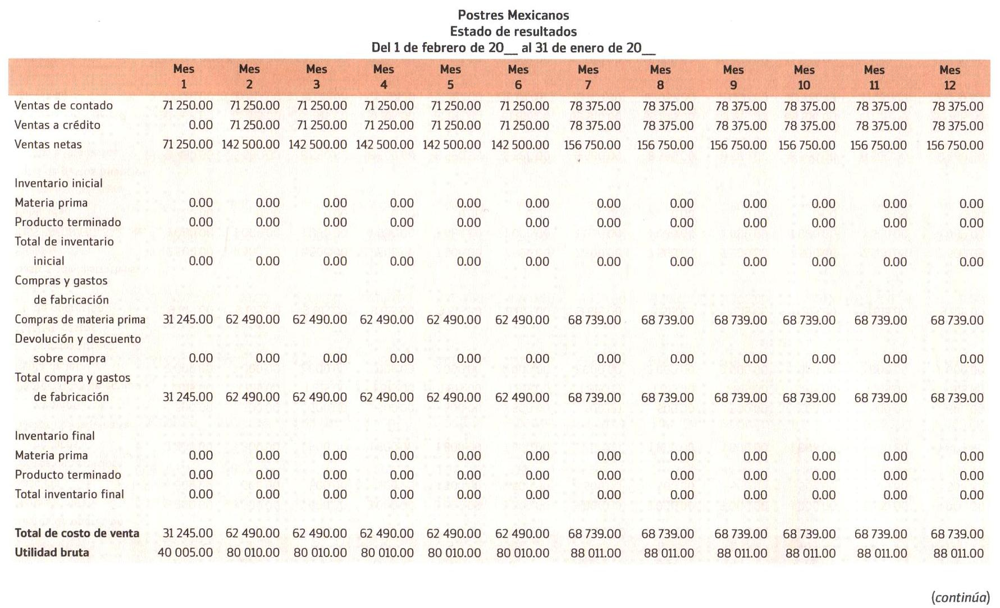 Postres Mexicanos
Estado de resultados
Del 1 de febrero de 20__ al 31 de enero de 20__
Mes Mes Mes Mes Mes Mes Mes Mes Mes Mes Mes Mes
1 2 3 4 5 6 7 8 9 10 11 12
Ventas de contado 71 250.00 71 250.00 71 250.00 71 250.00 71 250.00 71 250.00 78 375.00 78 375.00 78 375.00 78 375.00 78 375.00 78 375.00
Ventas a crédito 0.00 71 250.00 71 250.00 71 250.00 71 250.00 71 250.00 78 375.00 78 375.00 78 375.00 78 375.00 78 375.00 78 375.00
Ventas netas 71 250.00 142 500.00 142 500.00 142 500.00 142 500.00 142 500.00 156 750.00 156 750.00 156 750.00 156 750.00 156 750.00 156 750.00
Inventario inicial
Materia prima 0.00 0.00 0.00 0.00 0.00 0.00 0.00 0.00 0.00 0.00 0.00 0.00
Producto terminado 0.00 0.00 0.00 0.00 0.00 0.00 0.00 0.00 0.00 0.00 0.00 0.00
Total de inventario
inicial 0.00 0.00 0.00 0.00 0.00 0.00 0.00 0.00 0.00 0.00 0.00 0.00
Compras y gastos
de fabricación
Compras de materia prima 31 245.00 62 490.00 62 490.00 62 490.00 62 490.00 62 490.00 68 739.00 68 739.00 68 739.00 68 739.00 68 739.00 68 739.00
Devolución y descuento
sobre compra 0.00 0.00 0.00 0.00 0.00 0.00 0.00 0.00 0.00 0.00 0.00 0.00
Total compra y gastos
de fabricación 31 245.00 62 490.00 62 490.00 62 490.00 62 490.00 62 490.00 68 739.00 68 739.00 68 739.00 68 739.00 68 739.00 68 739.00
Inventario final
Materia prima 0.00 0.00 0.00 0.00 0.00 0.00 0.00 0.00 0.00 0.00 0.00 0.00
Producto terminado 0.00 0.00 0.00 0.00 0.00 0.00 0.00 0.00 0.00 0.00 0.00 0.00
Total inventario final 0.00 0.00 0.00 0.00 0.00 0.00 0.00 0.00 0.00 0.00 0.00 0.00
Total de costo de venta 31 245.00 62 490.00 62 490.00 62 490.00 62 490.00 62 490.00 68 739.00 68 739.00 68 739.00 68 739.00 68 739.00 68 739.00
Utilidad bruta 40 005.00 80 010.00 80 010.00 80 010.00 80 010.00 80 010.00 88 011.00 88 011.00 88 011.00 88 011.00 88 011.00 88 011.00
(continúa)